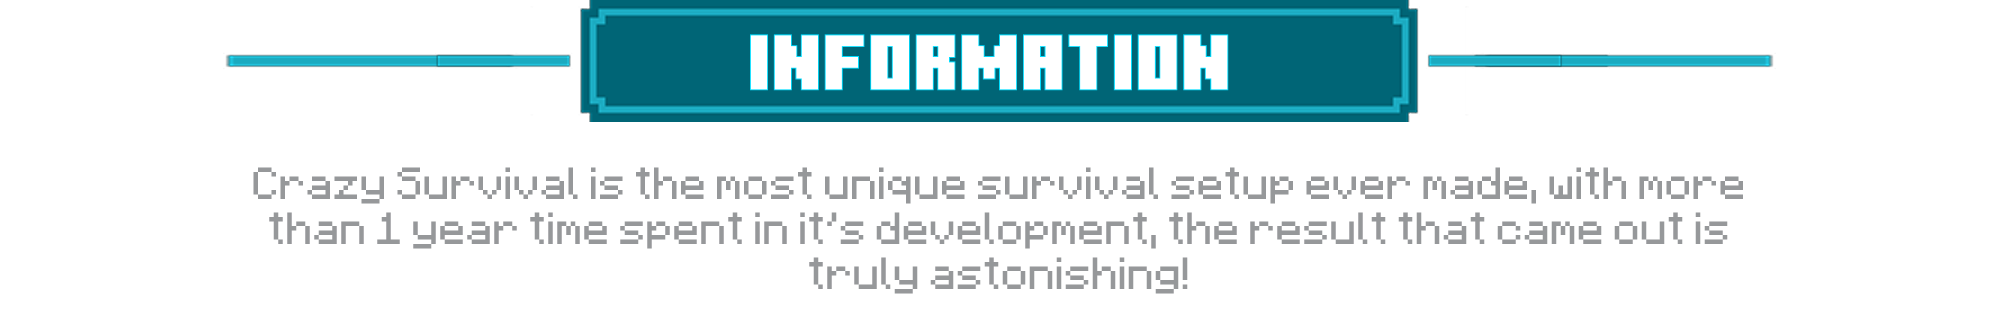 INFORMATION
Crazy Survival is the most unique survival setup ever made, with more
than 1 year time spent in it's development, the result that came out is
truly astonishing!